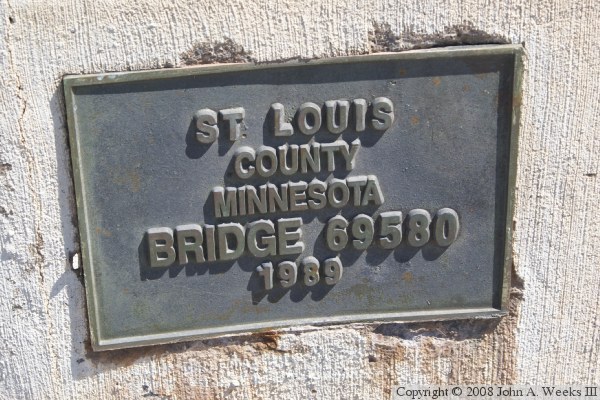 ST. LOUIS
COUNTY
MINNESOTA
BRIDGE 69580
1989
Copyright © 2008 John A. Weeks III